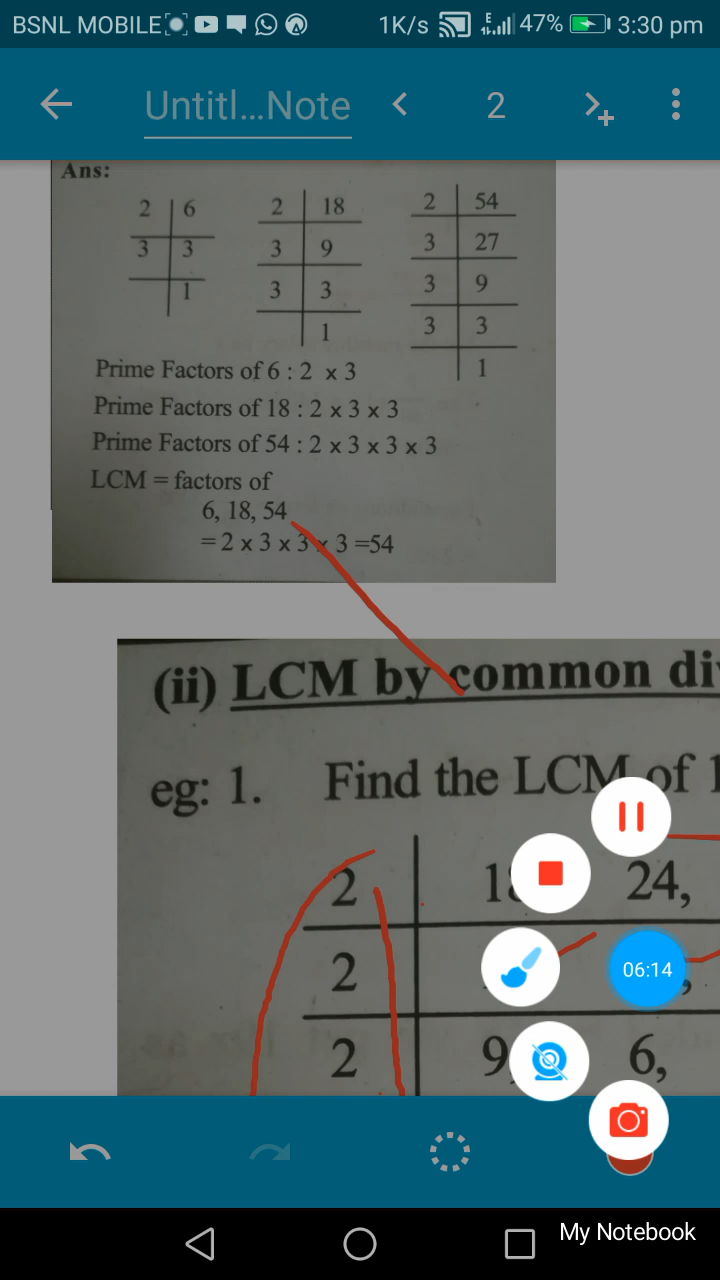 BSNL MOBILE 1K/s E 47% 3:30 pm
Untitl...Note 2
Ans:
2 6
3 3
1
2 18
3 9
3 3
1
2 54
3 27
3 9
3 3
1
Prime Factors of 6 : 2 x 3
Prime Factors of 18 : 2 x 3 x 3
Prime Factors of 54 : 2 x 3 x 3 x 3
LCM = factors of
6, 18, 54
= 2 x 3 x 3 x 3 =54
(ii) LCM by common di
eg: 1. Find the LCM of 1
2 24,
2
2 9 6,
06:14
My Notebook